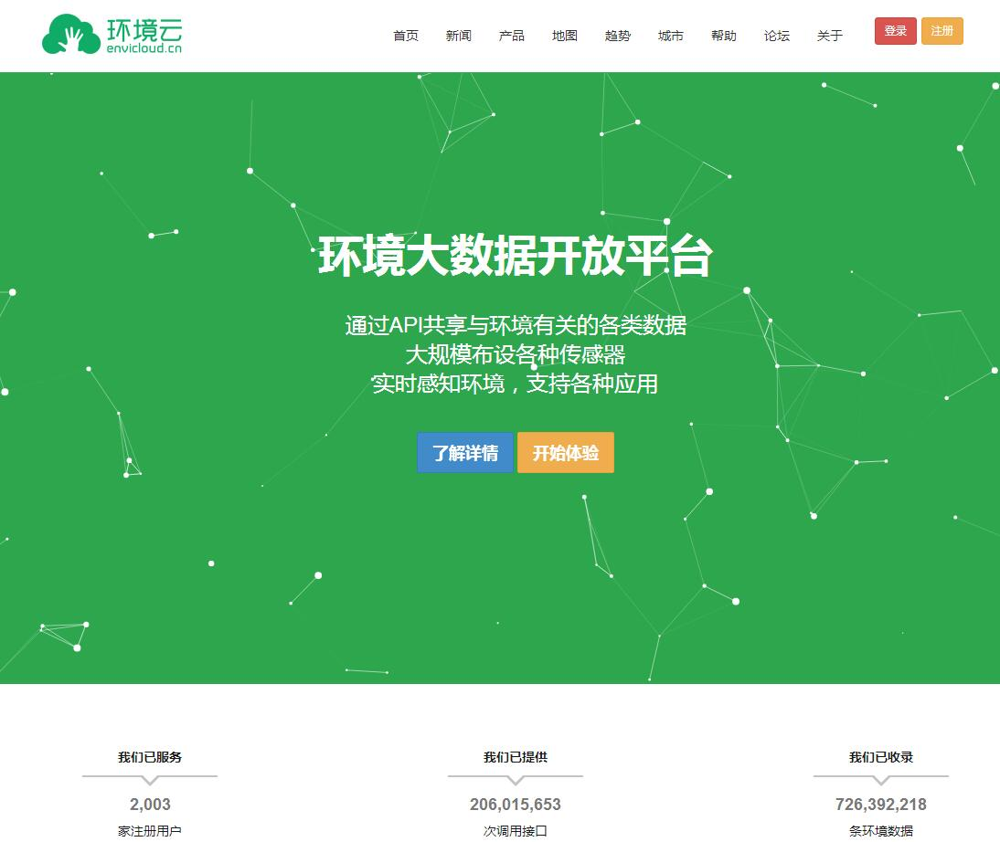 环境云
envicloud.cn
首页 新闻 产品 地图 趋势 城市 帮助 论坛 关于 登录 注册
环境大数据开放平台
通过API共享与环境有关的各类数据
大规模布设各种传感器
实时感知环境，支持各种应用
了解详情 开始体验
我们已服务 我们已提供 我们已收录
2,003 206,015,653 726,392,218
家注册用户 次调用接口 条环境数据